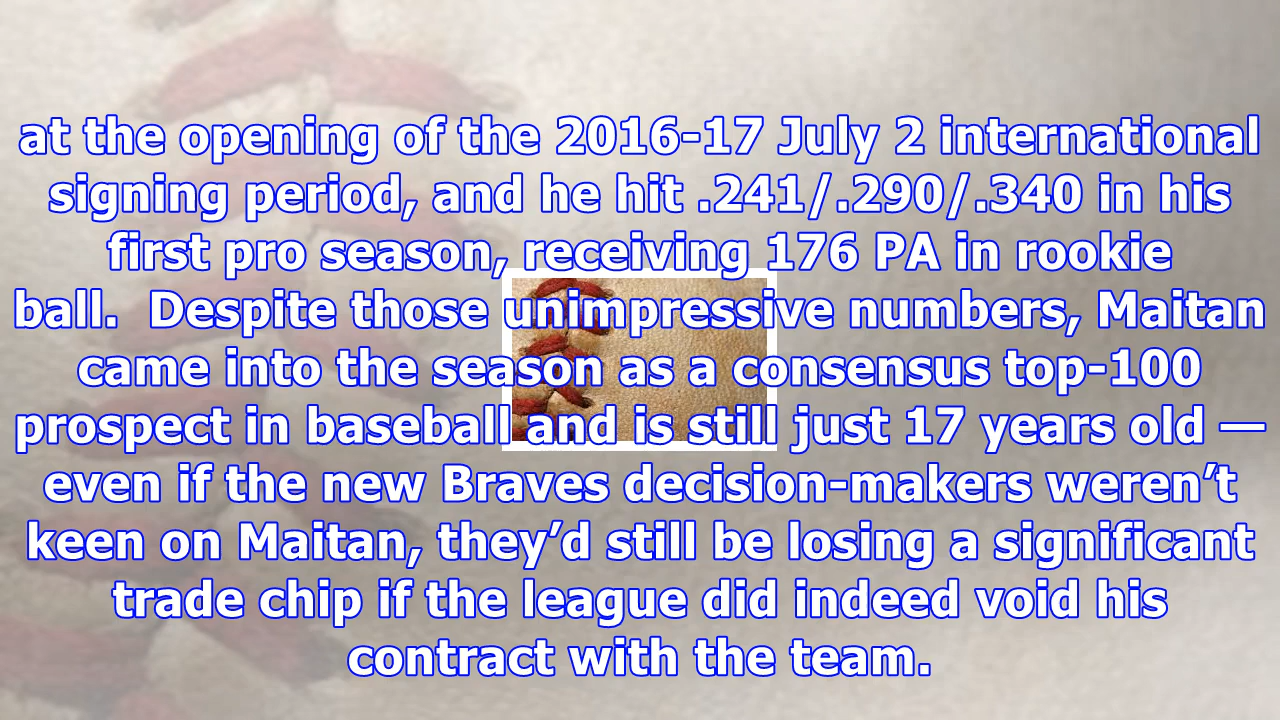 at the opening of the 2016-17 July 2 international
signing period, and he hit .241/.290/.340 in his
first pro season, receiving 176 PA in rookie
ball.  Despite those unimpressive numbers, Maitan
came into the season as a consensus top-100
prospect in baseball and is still just 17 years old —
even if the new Braves decision-makers weren’t
keen on Maitan, they’d still be losing a significant
trade chip if the league did indeed void his
contract with the team.